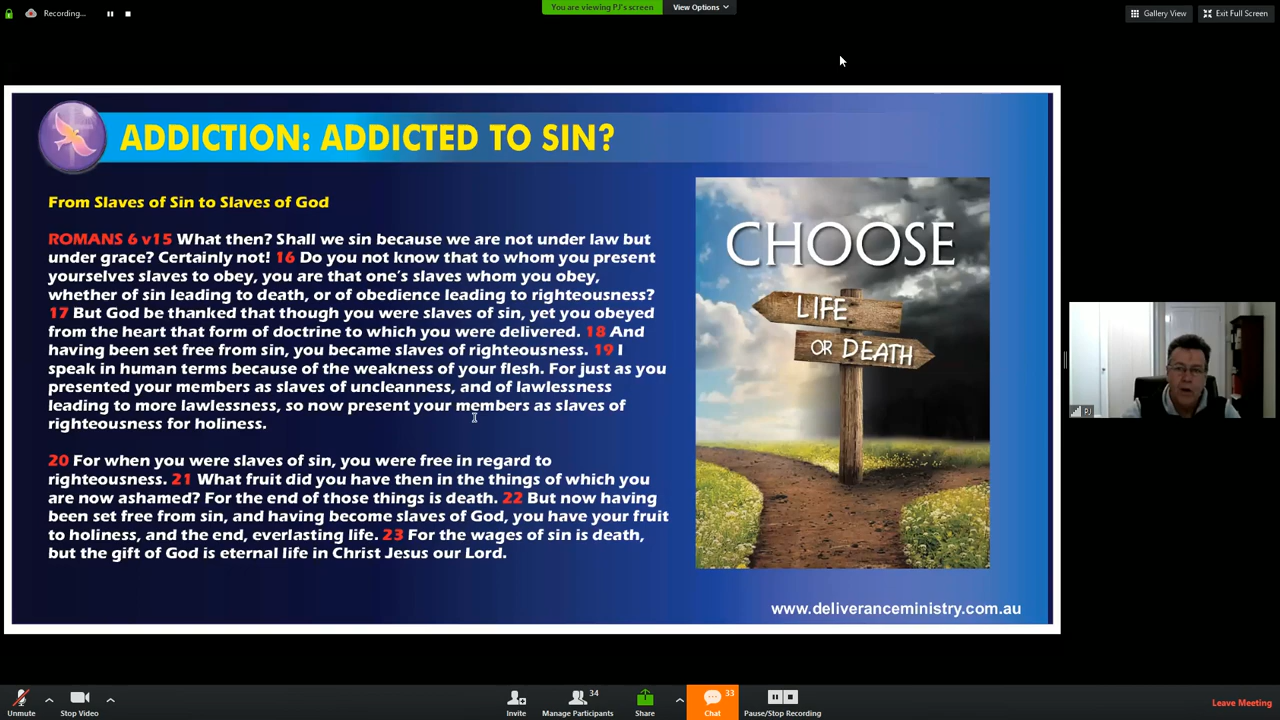 Recording...
You are viewing PJ's screen
View Options
Gallery View
Exit Full Screen
ADDICTION: ADDICTED TO SIN?
From Slaves of Sin to Slaves of God
ROMANS 6 v15 What then? Shall we sin because we are not under law but
under grace? Certainly not! 16 Do you not know that to whom you present
yourselves slaves to obey, you are that one's slaves whom you obey,
whether of sin leading to death, or of obedience leading to righteousness?
17 But God be thanked that though you were slaves of sin, yet you obeyed
from the heart that form of doctrine to which you were delivered. 18 And
having been set free from sin, you became slaves of righteousness. 19 I
speak in human terms because of the weakness of your flesh. For just as you
presented your members as slaves of uncleanness, and of lawlessness
leading to more lawlessness, so now present your members as slaves of
righteousness for holiness.
20 For when you were slaves of sin, you were free in regard to
righteousness. 21 What fruit did you have then in the things of which you
are now ashamed? For the end of those things is death. 22 But now having
been set free from sin, and having become slaves of God, you have your fruit
to holiness, and the end, everlasting life. 23 For the wages of sin is death,
but the gift of God is eternal life in Christ Jesus our Lord.
CHOOSE
LIFE
OR DEATH
www.deliveranceministry.com.au
PJ
Unmute
Stop Video
Invite
34
Manage Participants
Share
33
Chat
Pause/Stop Recording
Leave Meeting